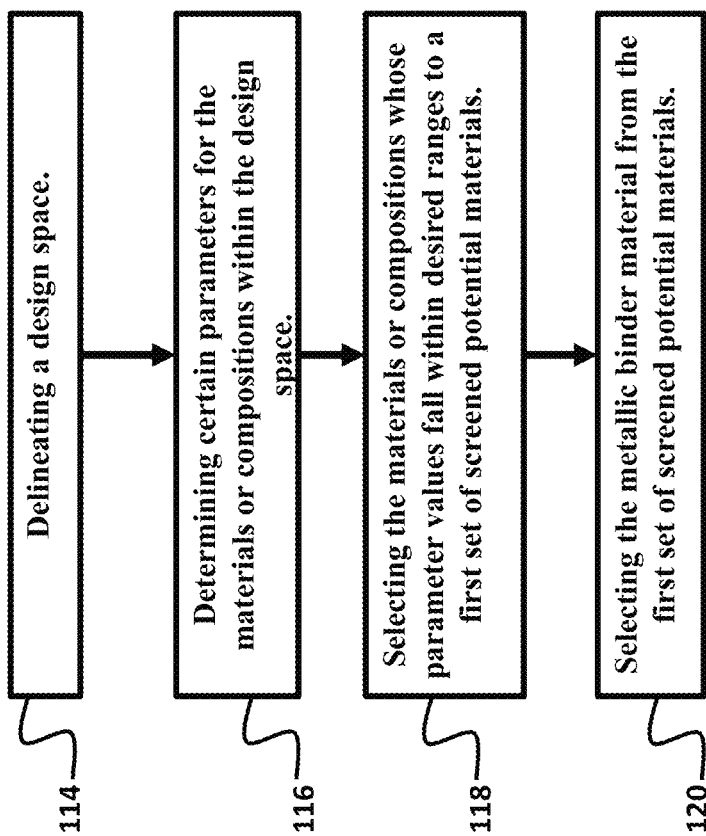 114
Delineating a design space.
116
Determining certain parameters for the
materials or compositions within the design
space.
118
Selecting the materials or compositions whose
parameter values fall within desired ranges to a
first set of screened potential materials.
120
Selecting the metallic binder material from the
first set of screened potential materials.